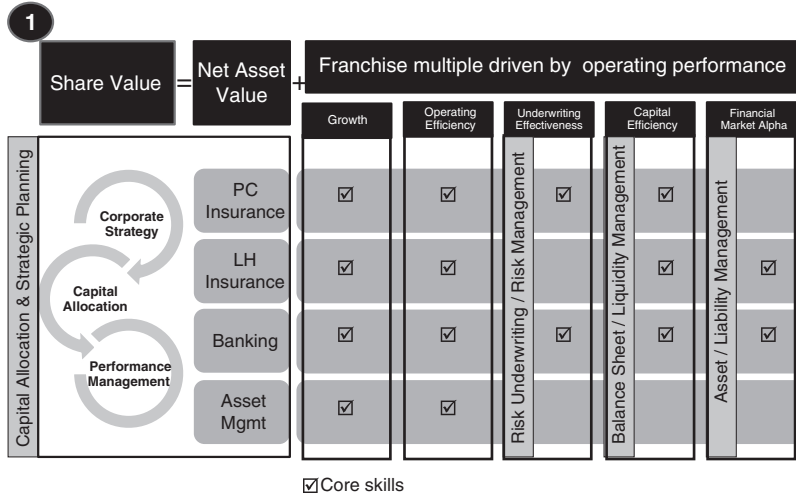 1
Share Value
=
Net Asset
Value
+
Franchise multiple driven by operating performance
Growth
Operating
Efficiency
Underwriting
Effectiveness
Capital
Efficiency
Financial
Market Alpha
Capital Allocation & Strategic Planning
Corporate
Strategy
Capital
Allocation
Performance
Management
PC
Insurance
LH
Insurance
Banking
Asset
Mgmt
Risk Underwriting / Risk Management
Balance Sheet / Liquidity Management
Asset / Liability Management
☑Core skills